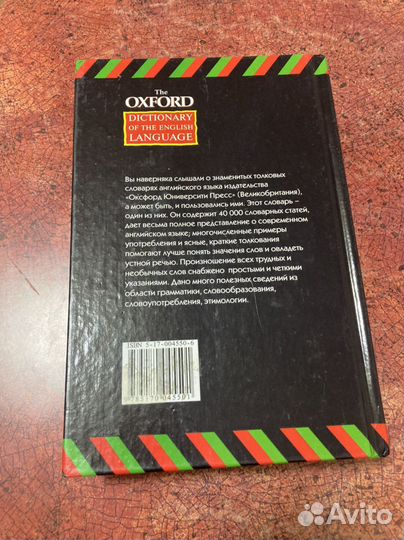 The
OXFORD
DICTIONARY
OF THE ENGLISH
LANGUAGE
Вы наверняка слышали о знаменитых толковых
словарях английского языка издательства
«Оксфорд Юниверсити Пресс» (Великобритания),
а может быть, и пользовались ими. Этот словарь –
один из них. Он содержит 40 000 словарных статей,
дает весьма полное представление о современном
английском языке; многочисленные примеры
употребления и ясные, краткие толкования
помогают лучше понять значения слов и овладеть
устной речью. Произношение всех трудных и
необычных слов снабжено простыми и четкими
указаниями. Дано много полезных сведений из
области грамматики, словообразования,
словоупотребления, этимологии.
ISBN 5-17-004550-6
9785170045501
Avito